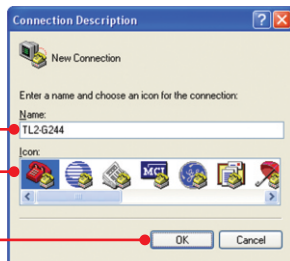 Connection Description
New Connection
Enter a name and choose an icon for the connection:
Name:
TL2-G244
Icon:
MCI
OK Cancel